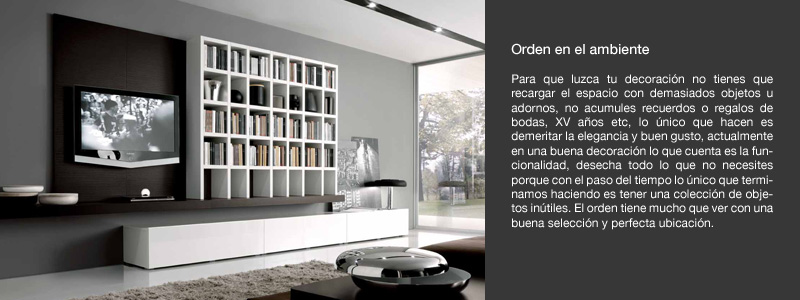 Orden en el ambiente
Para que luzca tu decoración no tienes que
recargar el espacio con demasiados objetos u
adornos, no acumules recuerdos o regalos de
bodas, XV años etc, lo único que hacen es
demeritar la elegancia y buen gusto, actualmente
en una buena decoración lo que cuenta es la fun-
cionalidad, desecha todo lo que no necesites
porque con el paso del tiempo lo único que termi-
namos haciendo es tener una colección de obje-
tos inútiles. El orden tiene mucho que ver con una
buena selección y perfecta ubicación.